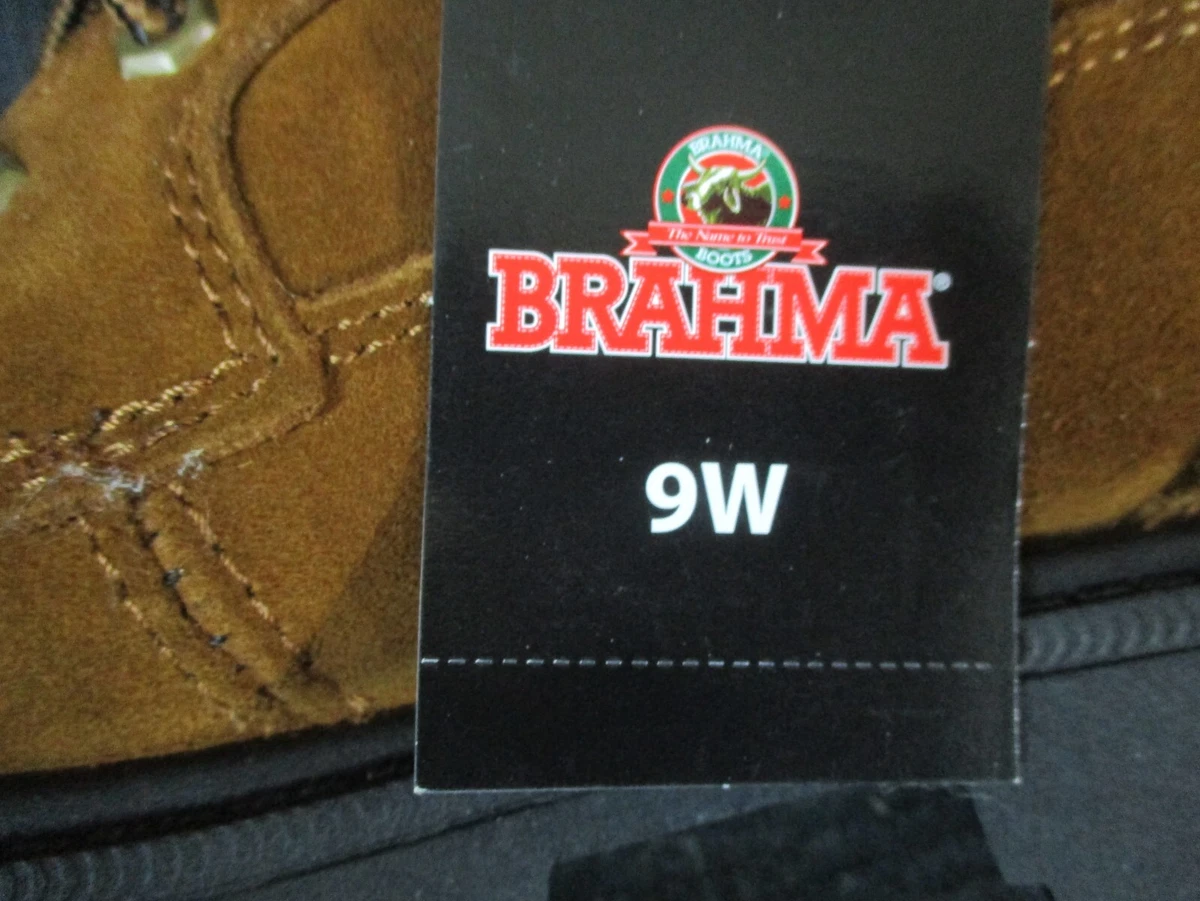 BRAHMA
The Name to Trust
BOOTS
BRAHMA®
9W